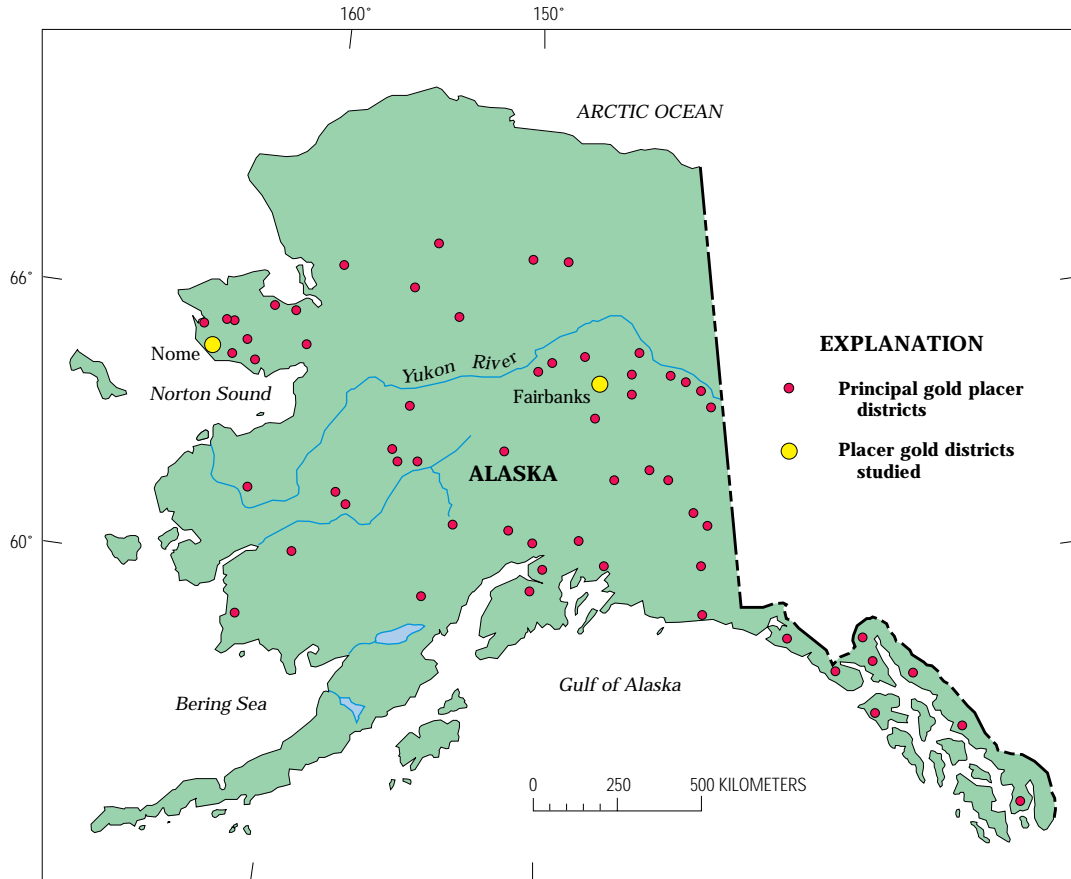 160°
150°
ARCTIC OCEAN
66°
Nome
Norton Sound
Yukon River
Fairbanks
ALASKA
60°
Bering Sea
Gulf of Alaska
EXPLANATION
Principal gold placer
districts
Placer gold districts
studied
0 250 500 KILOMETERS